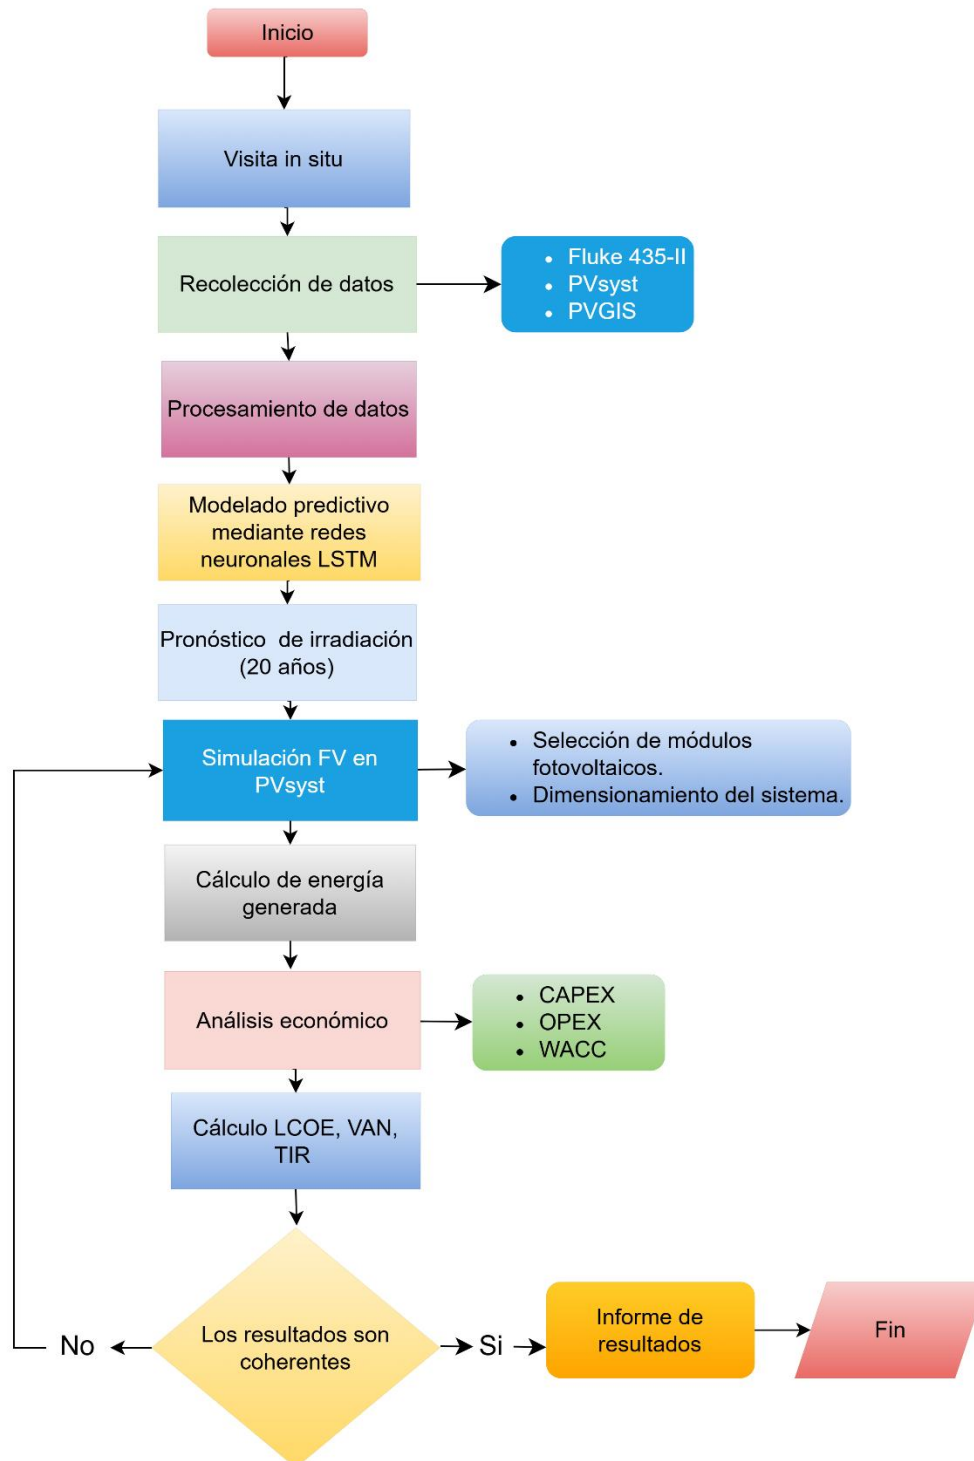 Inicio
Visita in situ
Recolección de datos
• Fluke 435-II
• PVsyst
• PVGIS
Procesamiento de datos
Modelado predictivo
mediante redes
neuronales LSTM
Pronóstico de irradiación
(20 años)
Simulación FV en
PVsyst
• Selección de módulos
fotovoltaicos.
• Dimensionamiento del sistema.
Cálculo de energía
generada
Análisis económico
• CAPEX
• OPEX
• WACC
Cálculo LCOE, VAN,
TIR
Los resultados son
coherentes
No
Si
Informe de
resultados
Fin